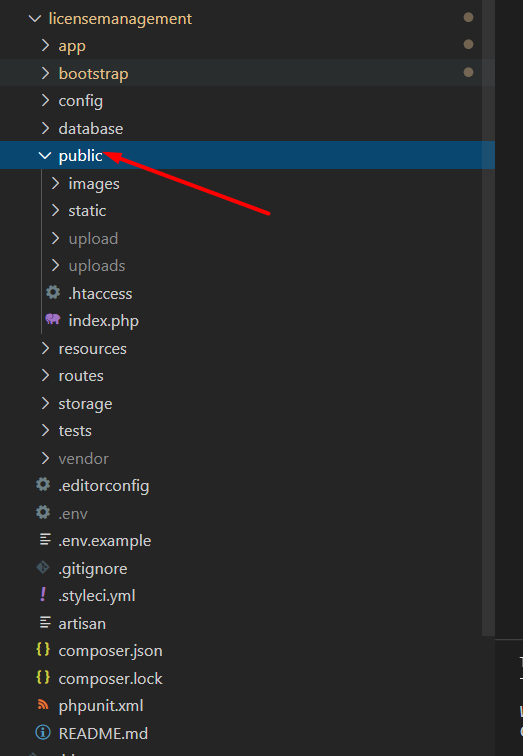 licensemanagement
app
bootstrap
config
database
public
images
static
upload
uploads
.htaccess
index.php
resources
routes
storage
tests
vendor
.editorconfig
.env
.env.example
.gitignore
.styleci.yml
artisan
composer.json
composer.lock
phpunit.xml
README.md